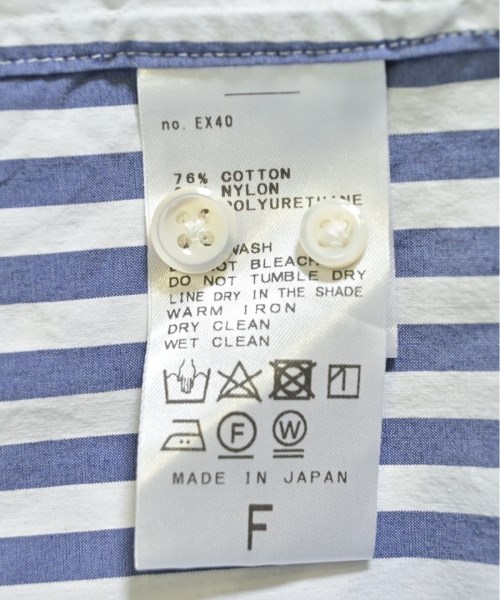 no. EX40
76% COTTON
NYLON
POLYURETHANE
WASH
NOT BLEACH
DO NOT TUMBLE DRY
LINE DRY IN THE SHADE
WARM IRON
DRY CLEAN
WET CLEAN
F W
MADE IN JAPAN
F